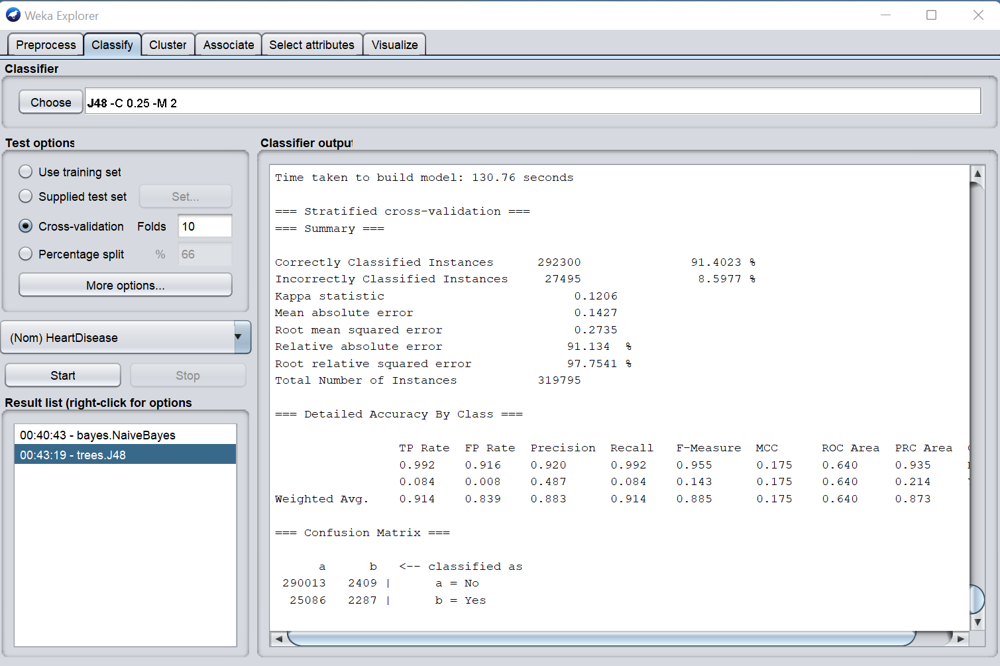 Weka Explorer
Preprocess Classify Cluster Associate Select attributes Visualize
Classifier
Choose J48 -C 0.25 -M 2
Test options
Use training set
Supplied test set Set...
Cross-validation Folds 10
Percentage split % 66
More options...
(Nom) HeartDisease
Start Stop
Result list (right-click for options
00:40:43 - bayes.NaiveBayes
00:43:19 - trees.J48
Classifier output
Time taken to build model: 130.76 seconds
=== Stratified cross-validation ===
=== Summary ===
Correctly Classified Instances 292300 91.4023 %
Incorrectly Classified Instances 27495 8.5977 %
Kappa statistic 0.1206
Mean absolute error 0.1427
Root mean squared error 0.2735
Relative absolute error 91.134 %
Root relative squared error 97.7541 %
Total Number of Instances 319795
=== Detailed Accuracy By Class ===
TP Rate FP Rate Precision Recall F-Measure MCC ROC Area PRC Area
0.992 0.916 0.920 0.992 0.955 0.175 0.640 0.935
0.084 0.008 0.487 0.084 0.143 0.175 0.640 0.214
Weighted Avg. 0.914 0.839 0.883 0.914 0.885 0.175 0.640 0.873
=== Confusion Matrix ===
a b <-- classified as
290013 2409 | a = No
25086 2287 | b = Yes